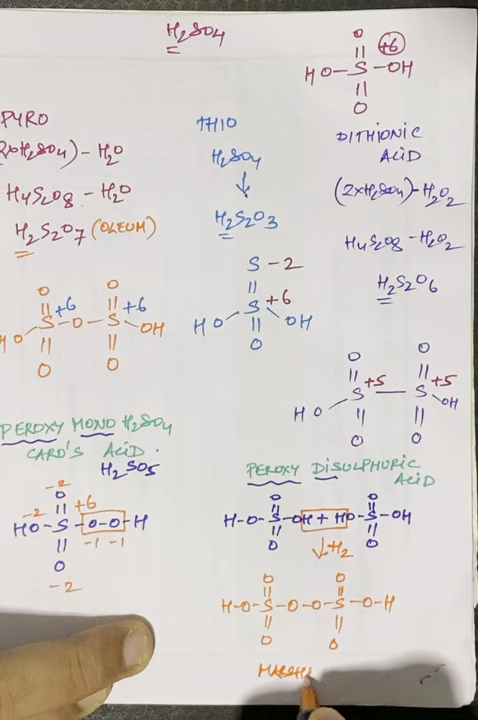 H2SO4
O
+6
HO-S-OH
O
PYRO
2xH2SO4)-H2O
H4S2O8-H2O
H2S2O7 (OLEUM)
O O
+6 +6
HO S-O-S OH
O O
THIO
H2SO4
↓
H2S2O3
S-2
S+6
HO OH
O
DITHIONIC
ACID
(2xH2SO4)-H2O2
H4S2O8-H2O2
H2S2O6
O O
+5 +5
HO S-S OH
O O
PEROXY MONO H2SO4
CARO'S ACID.
H2SO5
-2
O +6
-2
HO-S-O-O-H
-1 -1
O
-2
PEROXY DISULPHURIC
ACID
O O
H-O-S-OH + HO-S-OH
O O
↓-H2
O O
H-O-S-O-O-S-O-H
O O